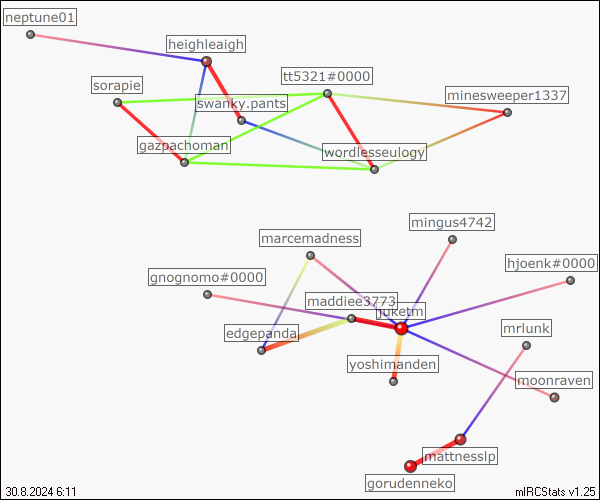 neptune01
heighleaigh
tt5321#0000
sorapie
minesweeper1337
swanky.pants
gazpachoman
wordlesseulogy
mingus4742
marcemadness
hjoenk#0000
gnognomo#0000
maddiee3773
juketm
edgepanda
mrlunk
yoshimanden
moonraven
mattnesslp
gorudenneko
30.8.2024 6:11
mIRCStats v1.25